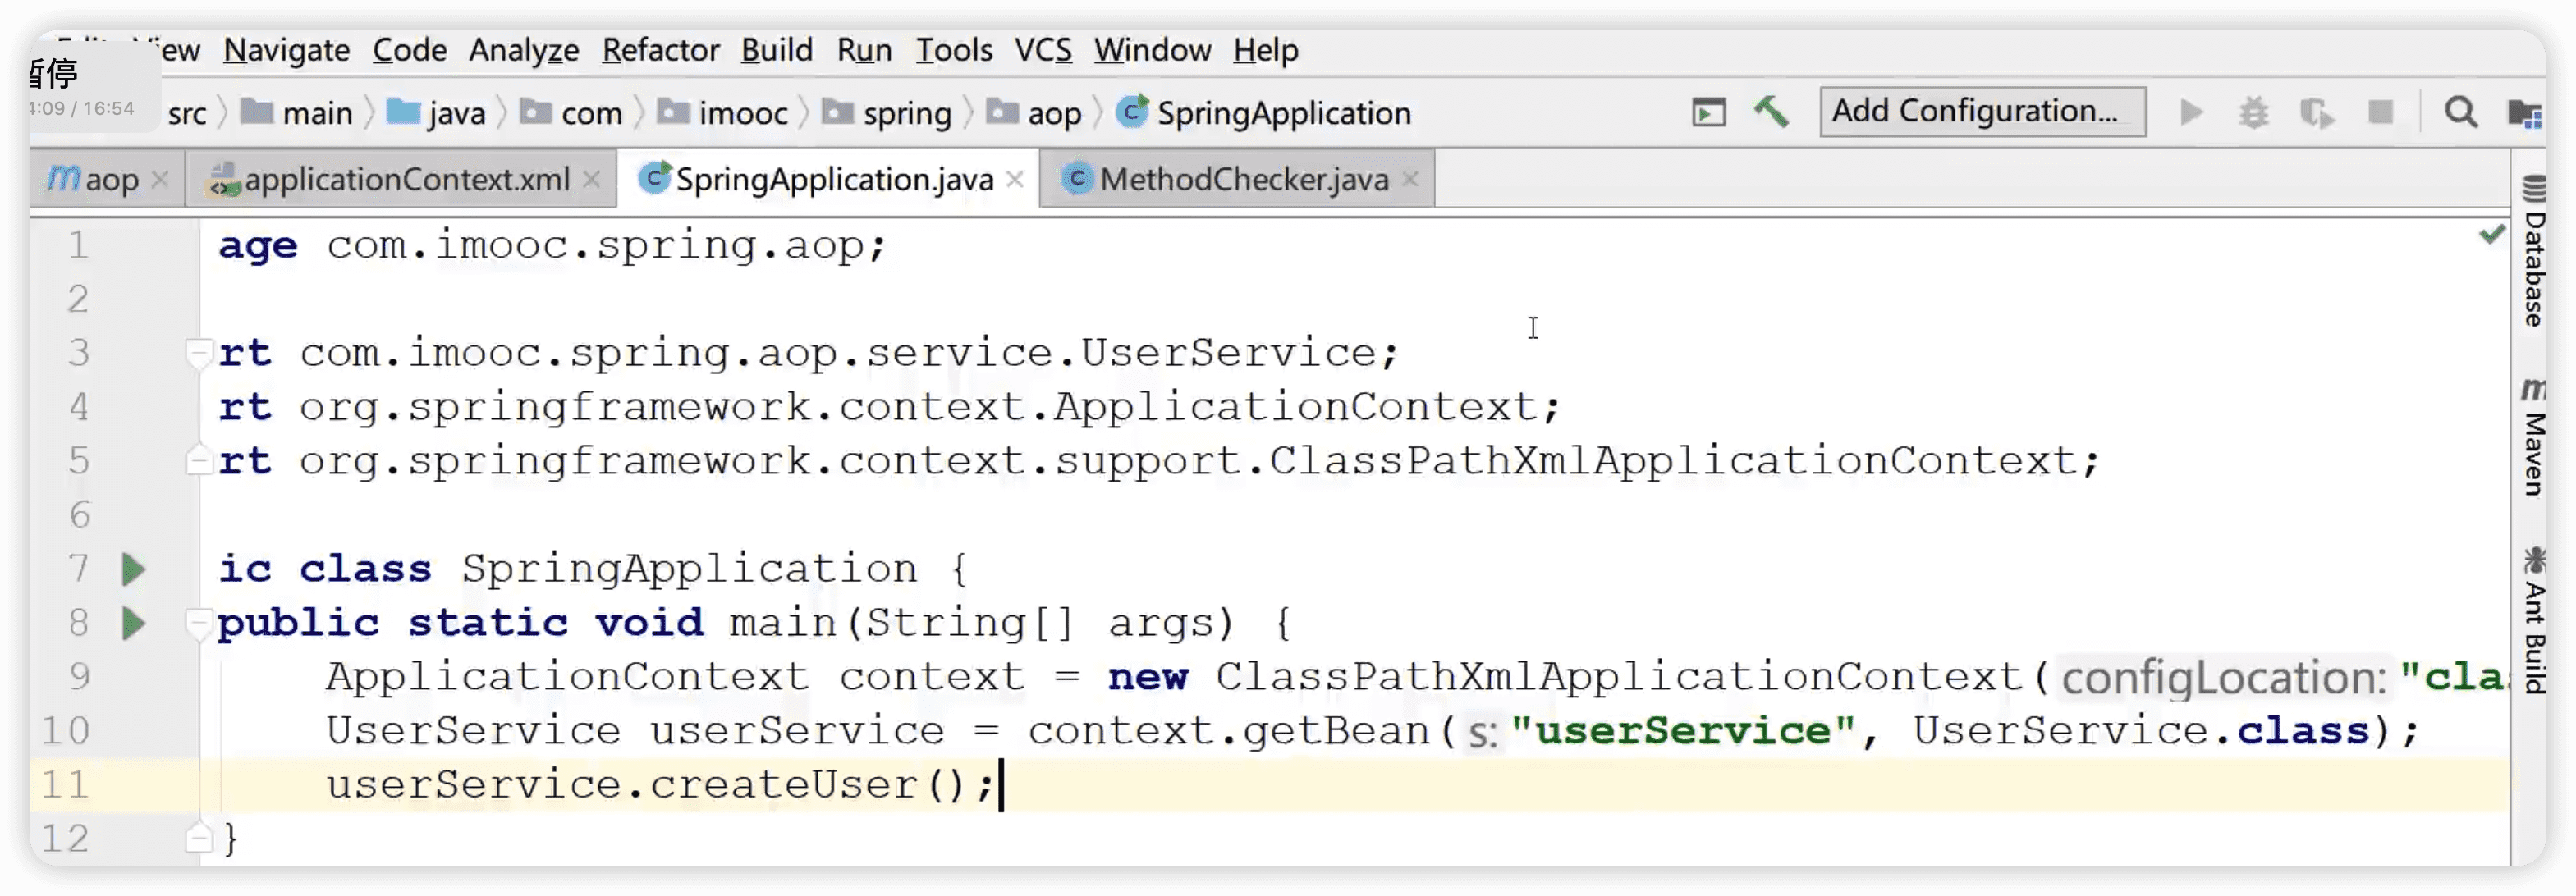 Edit View Navigate Code Analyze Refactor Build Run Tools VCS Window Help
暂停
4:09 / 16:54
src main java com imooc spring aop SpringApplication Add Configuration...
aop applicationContext.xml SpringApplication.java MethodChecker.java
1 age com.imooc.spring.aop;
2
3 rt com.imooc.spring.aop.service.UserService;
4 rt org.springframework.context.ApplicationContext;
5 rt org.springframework.context.support.ClassPathXmlApplicationContext;
6
7 ic class SpringApplication {
8 public static void main(String[] args) {
9 ApplicationContext context = new ClassPathXmlApplicationContext( configLocation: "cla
10 UserService userService = context.getBean( s: "userService", UserService.class);
11 userService.createUser();
12 }
Database
Maven
Ant Build